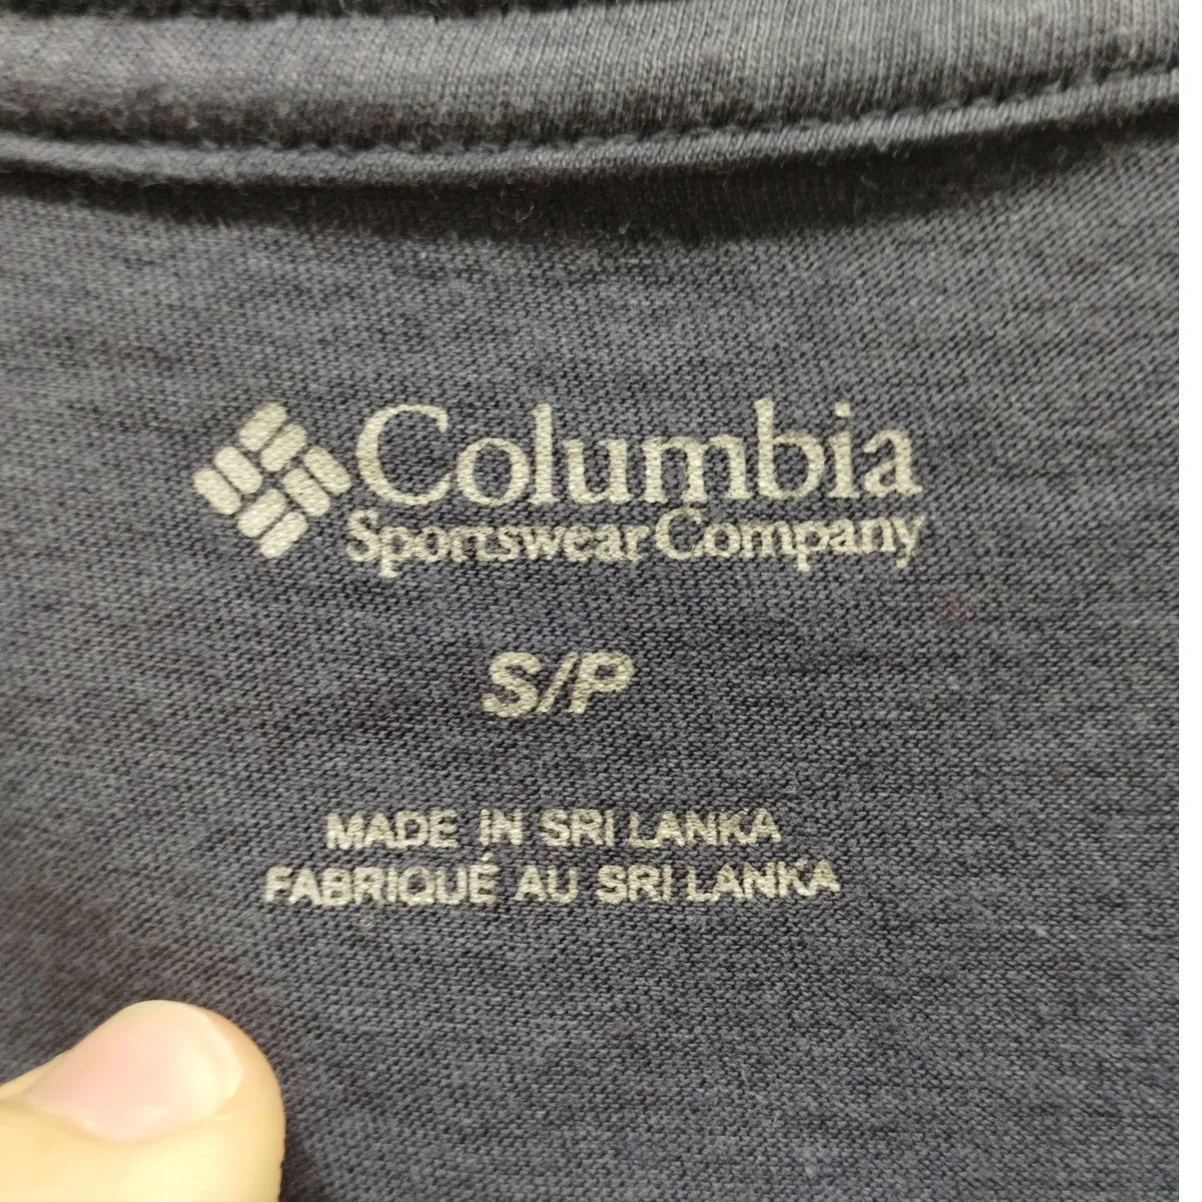 Columbia
Sportswear Company
S/P
MADE IN SRI LANKA
FABRIQUÉ AU SRI LANKA